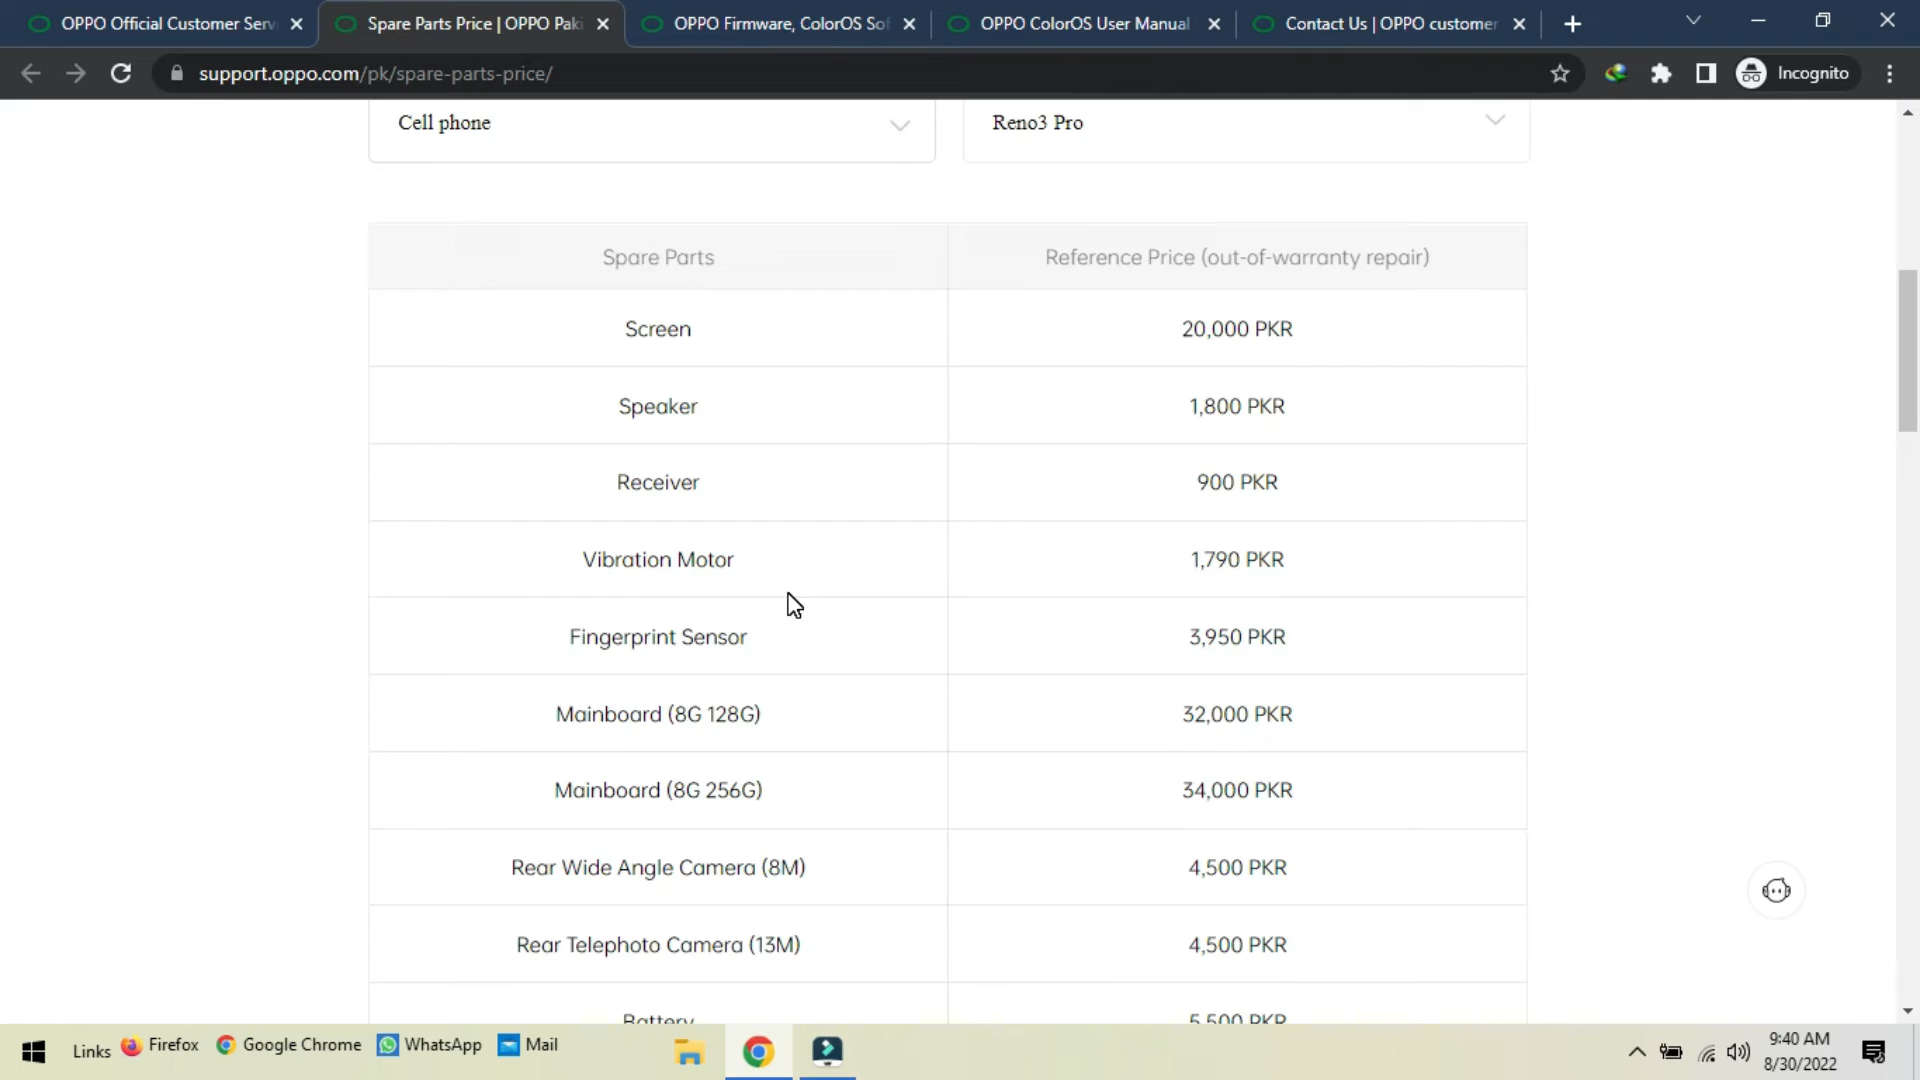 OPPO Official Customer Serv
Spare Parts Price | OPPO Paki
OPPO Firmware, ColorOS Sof
OPPO ColorOS User Manual
Contact Us | OPPO customer
support.oppo.com/pk/spare-parts-price/
Incognito
Cell phone
Reno3 Pro
Spare Parts
Reference Price (out-of-warranty repair)
Screen
20,000 PKR
Speaker
1,800 PKR
Receiver
900 PKR
Vibration Motor
1,790 PKR
Fingerprint Sensor
3,950 PKR
Mainboard (8G 128G)
32,000 PKR
Mainboard (8G 256G)
34,000 PKR
Rear Wide Angle Camera (8M)
4,500 PKR
Rear Telephoto Camera (13M)
4,500 PKR
Battery
5,500 PKR
Links
Firefox
Google Chrome
WhatsApp
Mail
9:40 AM
8/30/2022